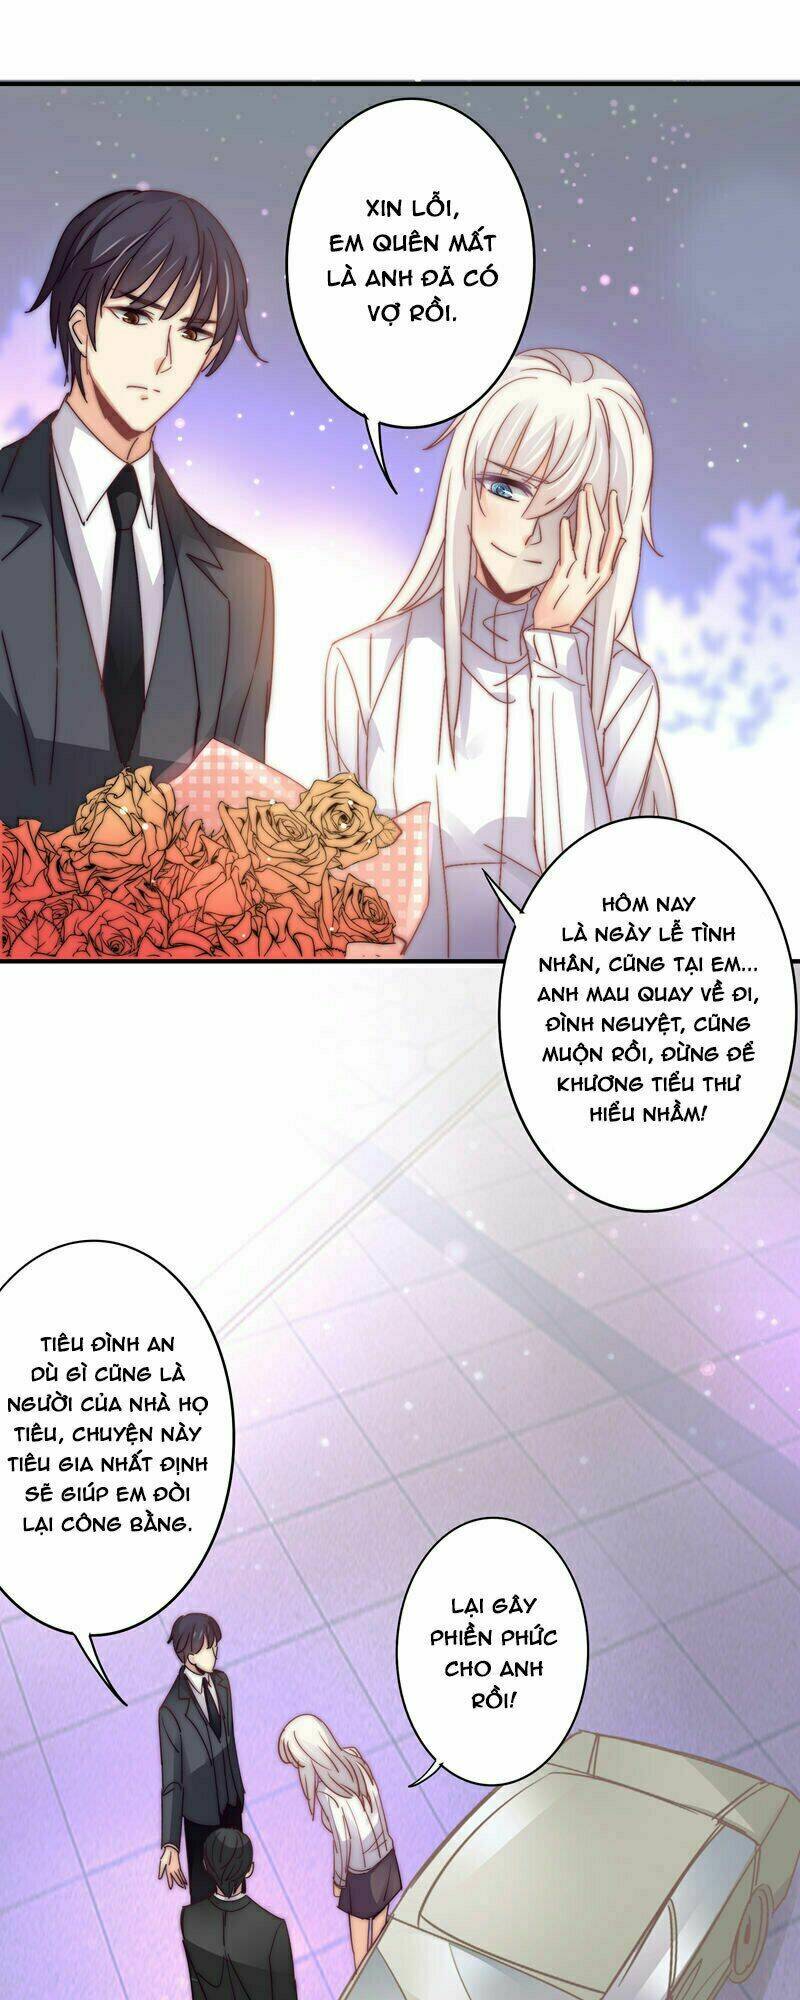 XIN LỖI,
EM QUÊN MẤT
LÀ ANH ĐÃ CÓ
VỢ RỒI.
HÔM NAY
LÀ NGÀY LỄ TÌNH
NHÂN, CŨNG TẠI EM...
ANH MAU QUAY VỀ ĐI,
ĐÌNH NGUYỆT, CŨNG
MUỘN RỒI, ĐỪNG ĐỂ
KHƯƠNG TIỂU THƯ
HIỂU NHẦM!
TIÊU ĐÌNH AN
DÙ GÌ CŨNG LÀ
NGƯỜI CỦA NHÀ HỌ
TIÊU, CHUYỆN NÀY
TIÊU GIA NHẤT ĐỊNH
SẼ GIÚP EM ĐÒI
LẠI CÔNG BẰNG.
LẠI GÂY
PHIỀN PHỨC
CHO ANH
RỒI!